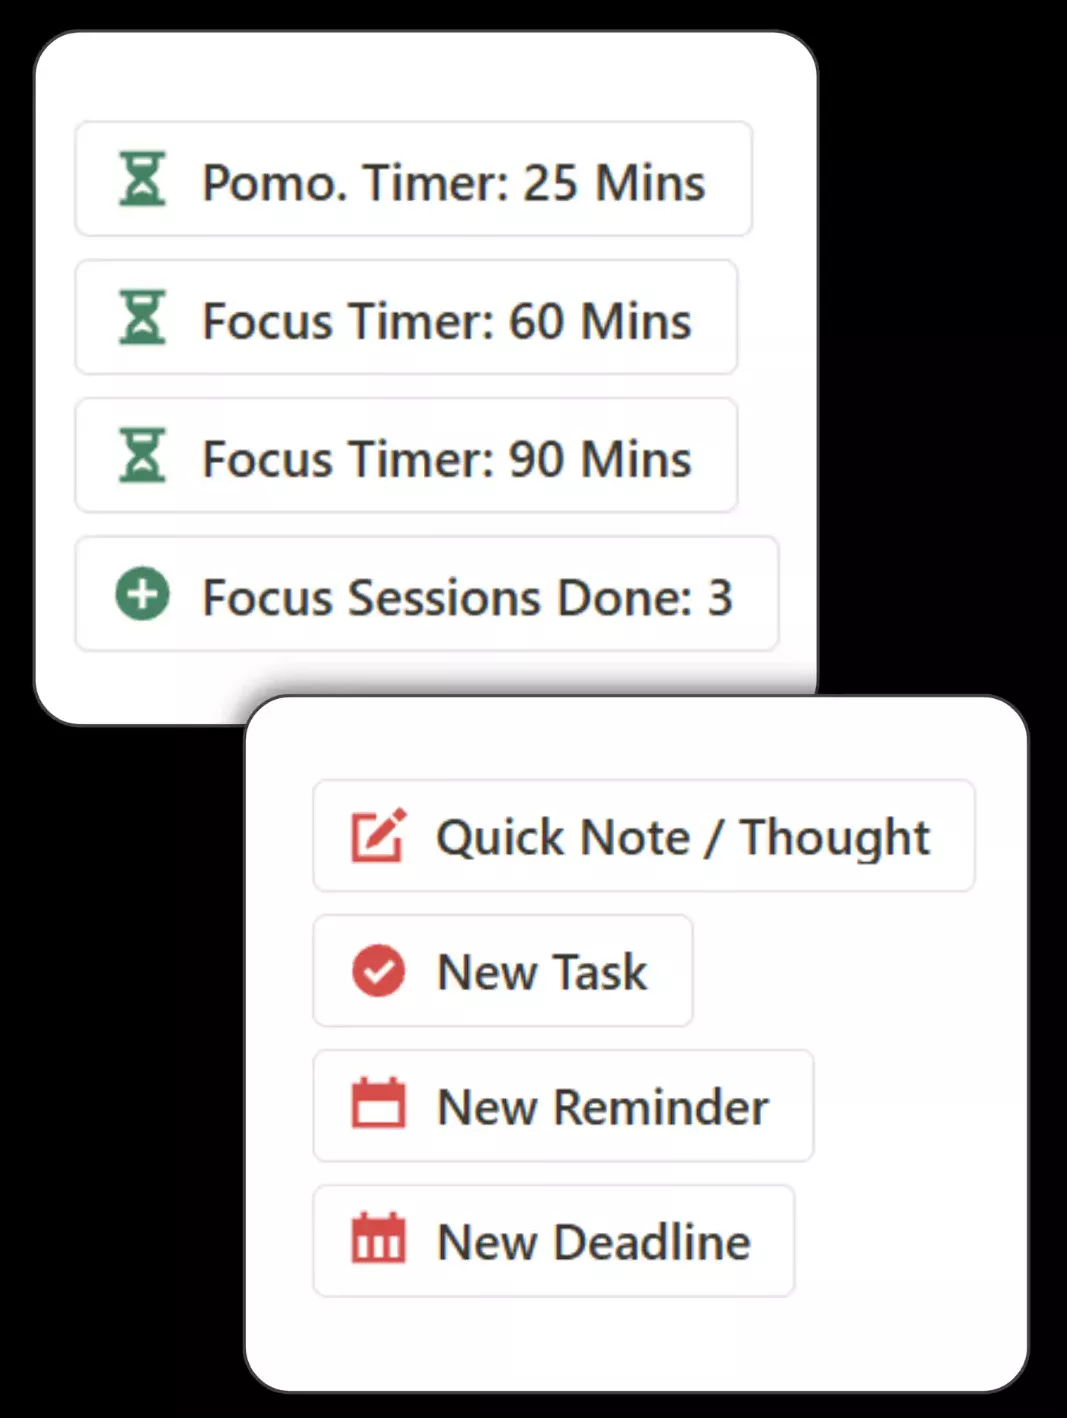 Pomo. Timer: 25 Mins
Focus Timer: 60 Mins
Focus Timer: 90 Mins
Focus Sessions Done: 3
Quick Note / Thought
New Task
New Reminder
New Deadline